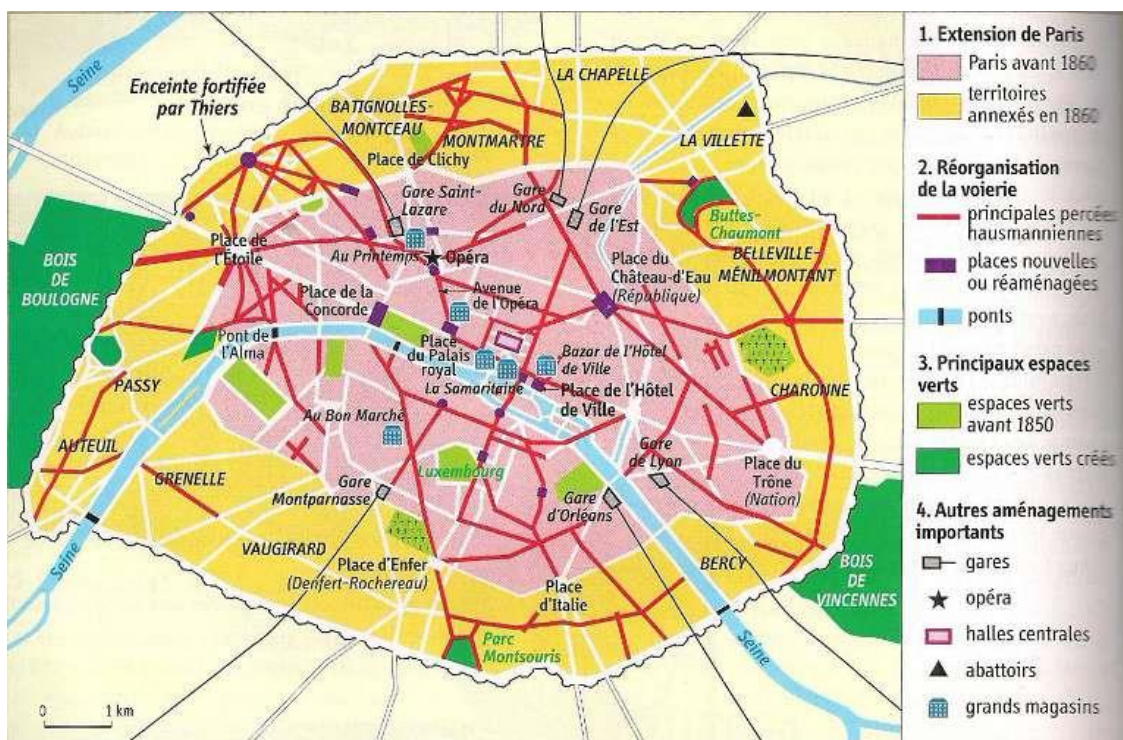 Seine
Enceinte fortifiée
par Thiers
LA CHAPELLE
BATIGNOLLES-
MONTCEAU
MONTMARTRE
LA VILLETTE
Place de Clichy
Gare Saint-
Lazare
Gare
du Nord
Gare
de l'Est
Buttes-
Chaumont
BELLEVILLE-
MÉNILMONTANT
Place de
l'Étoile
Au Printemps
Opéra
Place du
Château-d'Eau
(République)
BOIS
DE
BOULOGNE
Avenue
de l'Opéra
Place de la
Concorde
Pont de
l'Alma
Place
du Palais
royal
Bazar de l'Hôtel
de Ville
La Samaritaine
Place de l'Hôtel
de Ville
CHARONNE
PASSY
Au Bon Marché
AUTEUIL
GRENELLE
Luxembourg
Gare
de Lyon
Place du
Trône
(Nation)
Gare
Montparnasse
Gare
d'Orléans
VAUGIRARD
Place d'Enfer
(Denfert-Rochereau)
Place
d'Italie
BERCY
BOIS
DE
VINCENNES
Seine
Parc
Montsouris
Seine
0 1 km
1. Extension de Paris
Paris avant 1860
territoires
annexés en 1860
2. Réorganisation
de la voierie
principales percées
hausmanniennes
places nouvelles
ou réaménagées
ponts
3. Principaux espaces
verts
espaces verts
avant 1850
espaces verts créés
4. Autres aménagements
importants
gares
opéra
halles centrales
abattoirs
grands magasins